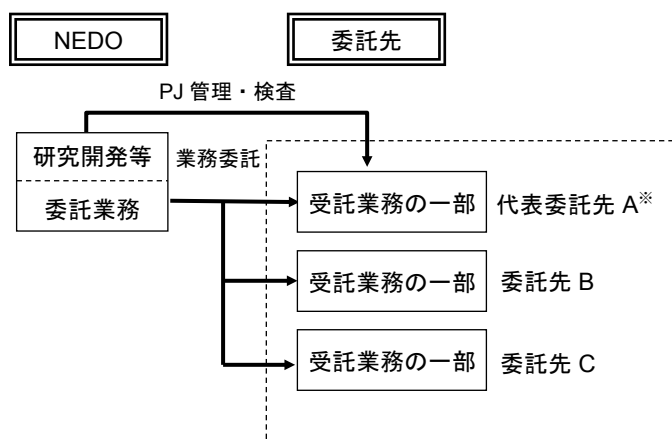 NEDO
委託先
PJ 管理・検査
研究開発等
業務委託
委託業務
受託業務の一部
代表委託先 A※
受託業務の一部
委託先 B
受託業務の一部
委託先 C